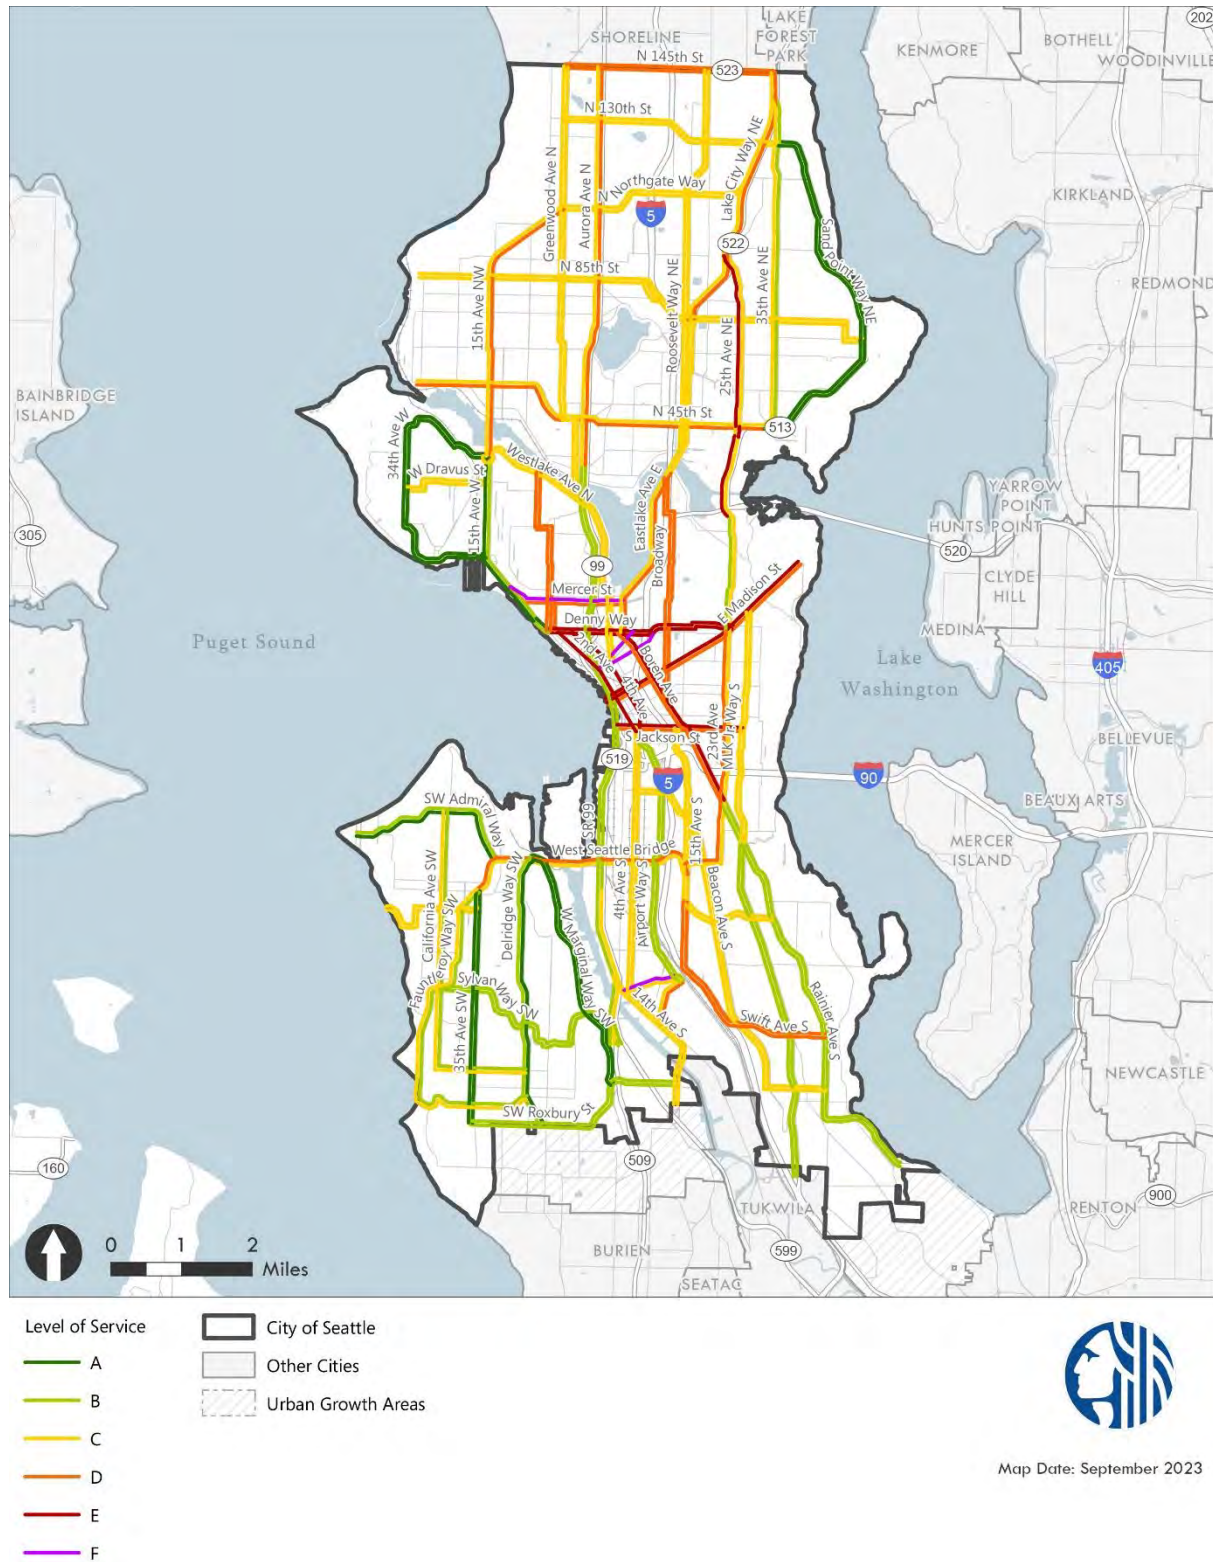 202
LAKE
FOREST
PARK
SHORELINE
KENMORE
BOTHELL
WOODINVILLE
N 145th St
523
N 130th St
Greenwood Ave N
Aurora Ave N
Lake City Way NE
N Northgate Way
5
KIRKLAND
522
Sand Point Way NE
N 85th St
15th Ave NW
Roosevelt Way NE
35th Ave NE
REDMOND
25th Ave NE
BAINBRIDGE
ISLAND
N 45th St
513
34th Ave W
W Dravus St
Westlake Ave N
15th Ave W
Eastlake Ave E
YARROW
POINT
HUNTS POINT
305
520
99
Broadway
CLYDE
HILL
Mercer St
E Madison St
Denny Way
MEDINA
Puget Sound
2nd Ave
Boren Ave
Lake
Washington
405
4th Ave
23rd Ave
MLK Jr Way S
S Jackson St
BELLEVUE
519
5
90
BEAUX ARTS
SW Admiral Way
SR 99
15th Ave S
MERCER
ISLAND
West Seattle Bridge
California Ave SW
Delridge Way SW
4th Ave S
Airport Way S
Beacon Ave S
Fauntleroy Way SW
W Marginal Way SW
Sylvan Way SW
14th Ave S
Rainier Ave S
Swift Ave S
35th Ave SW
NEWCASTLE
SW Roxbury St
160
509
TUKWILA
RENTON
900
599
BURIEN
SEATAC
0 1 2
Miles
Level of Service
A
B
C
D
E
F
City of Seattle
Other Cities
Urban Growth Areas
Map Date: September 2023